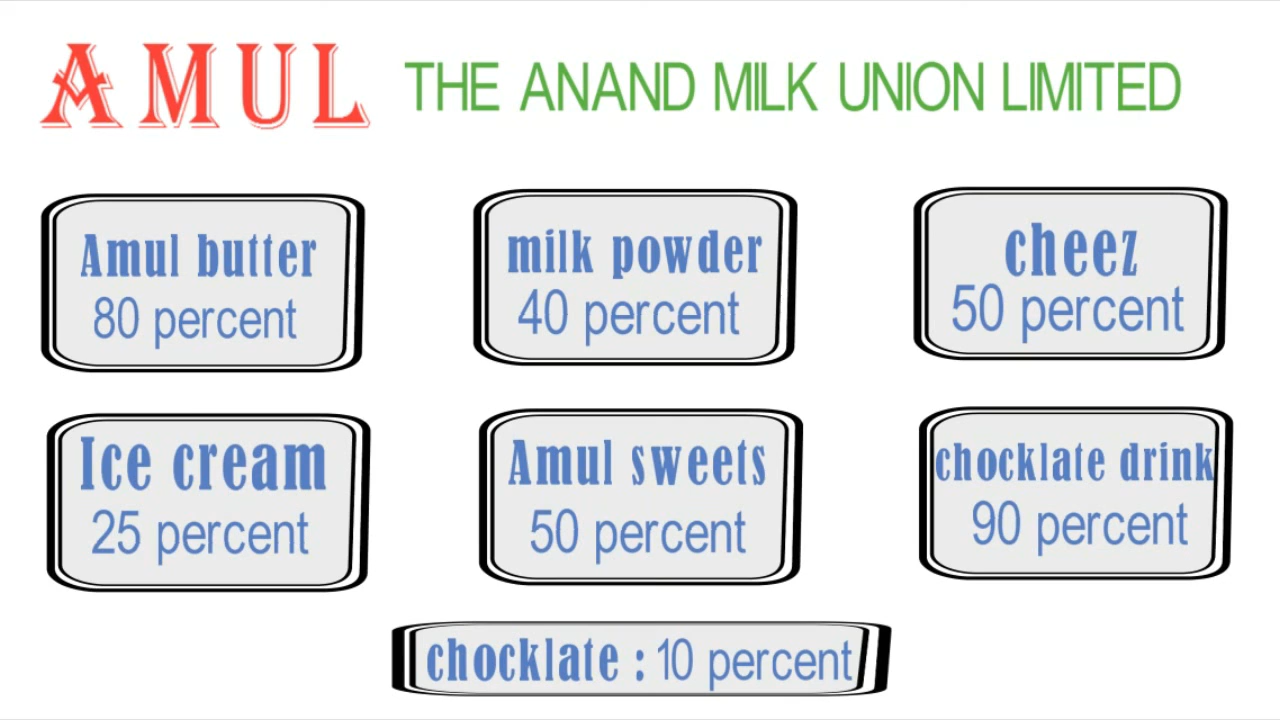 AMUL THE ANAND MILK UNION LIMITED
Amul butter
80 percent
milk powder
40 percent
cheez
50 percent
Ice cream
25 percent
Amul sweets
50 percent
chocklate drink
90 percent
chocklate : 10 percent